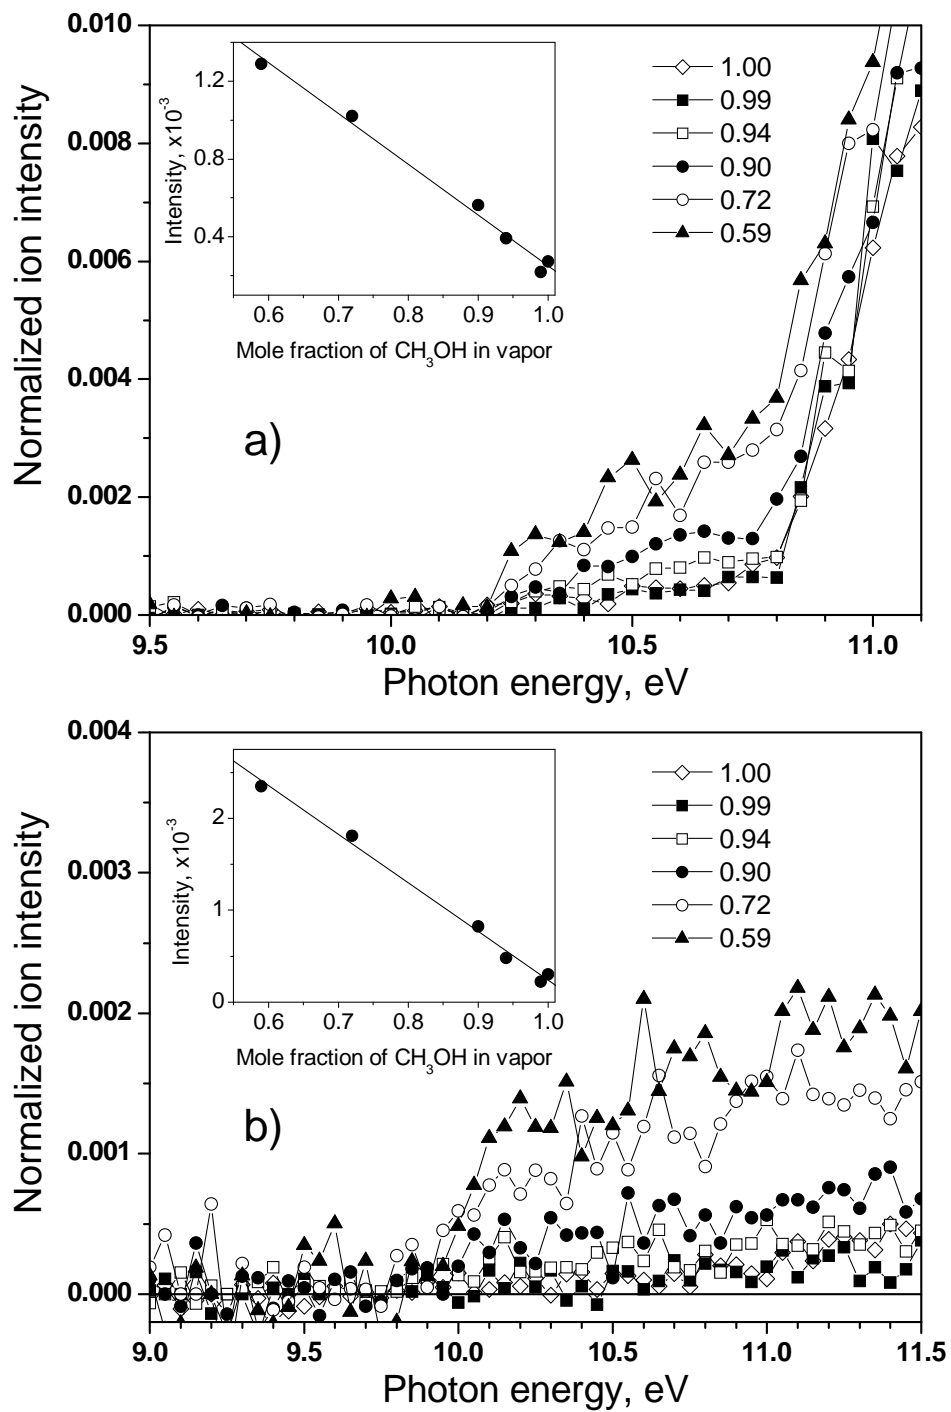 0.010
0.008
0.006
0.004
0.002
0.000
Normalized ion intensity
1.2
0.8
0.4
Intensity, x10⁻³
0.6 0.7 0.8 0.9 1.0
Mole fraction of CH₃OH in vapor
1.00
0.99
0.94
0.90
0.72
0.59
a)
9.5 10.0 10.5 11.0
Photon energy, eV
0.004
0.003
0.002
0.001
0.000
Normalized ion intensity
2
1
0
Intensity, x10⁻³
0.6 0.7 0.8 0.9 1.0
Mole fraction of CH₃OH in vapor
1.00
0.99
0.94
0.90
0.72
0.59
b)
9.0 9.5 10.0 10.5 11.0 11.5
Photon energy, eV